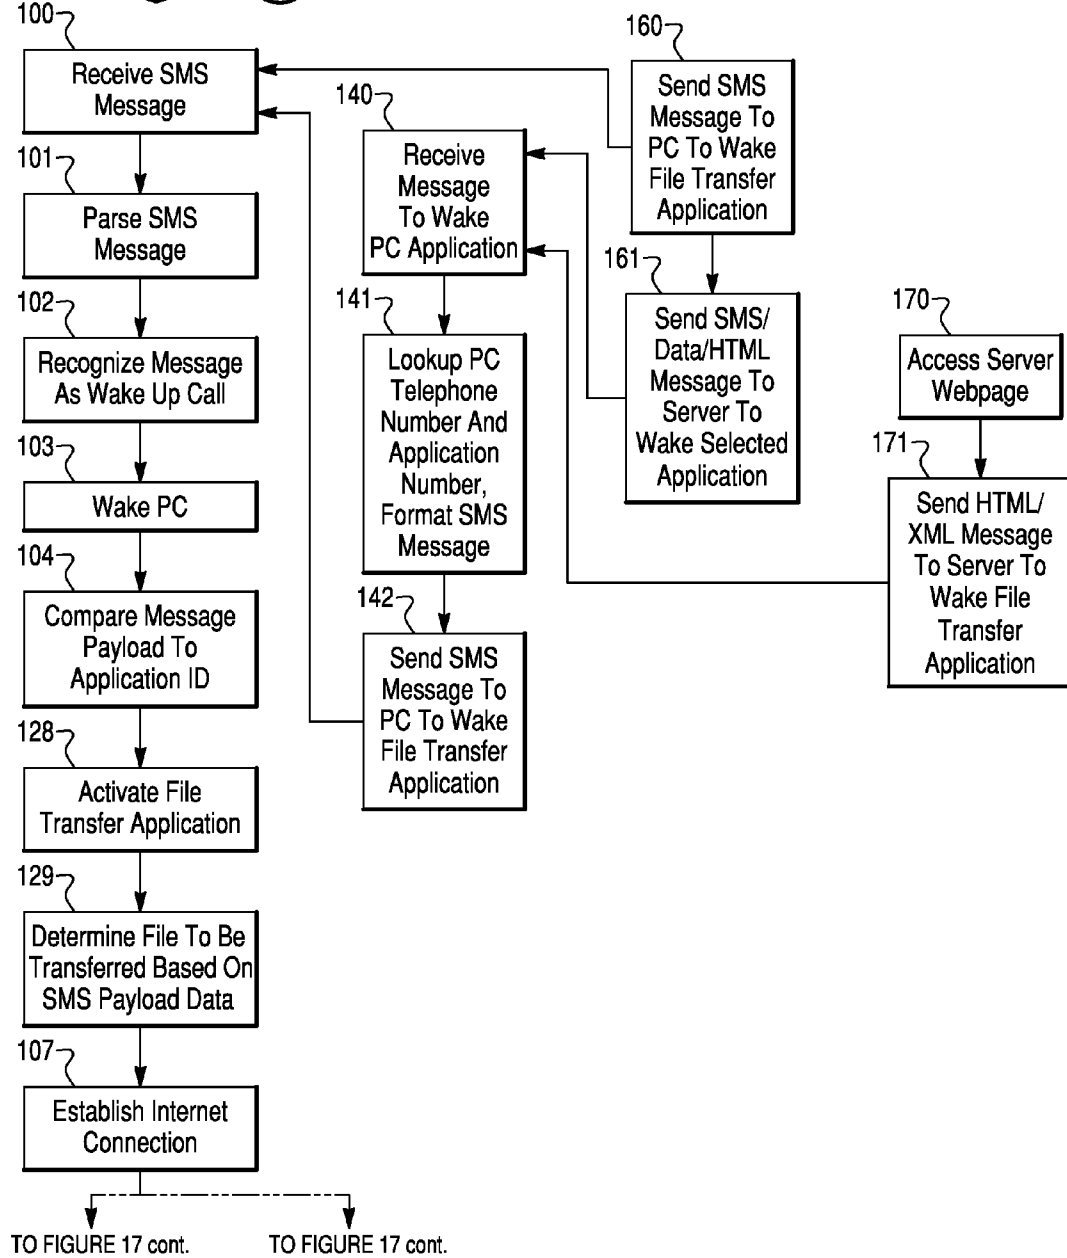 100
Receive SMS
Message
101
Parse SMS
Message
102
Recognize Message
As Wake Up Call
103
Wake PC
104
Compare Message
Payload To
Application ID
128
Activate File
Transfer Application
129
Determine File To Be
Transferred Based On
SMS Payload Data
107
Establish Internet
Connection
TO FIGURE 17 cont.
TO FIGURE 17 cont.
140
Receive
Message
To Wake
PC Application
141
Lookup PC
Telephone
Number And
Application
Number,
Format SMS
Message
142
Send SMS
Message To
PC To Wake
File Transfer
Application
160
Send SMS
Message To
PC To Wake
File Transfer
Application
161
Send SMS/
Data/HTML
Message To
Server To
Wake Selected
Application
170
Access Server
Webpage
171
Send HTML/
XML Message
To Server To
Wake File
Transfer
Application